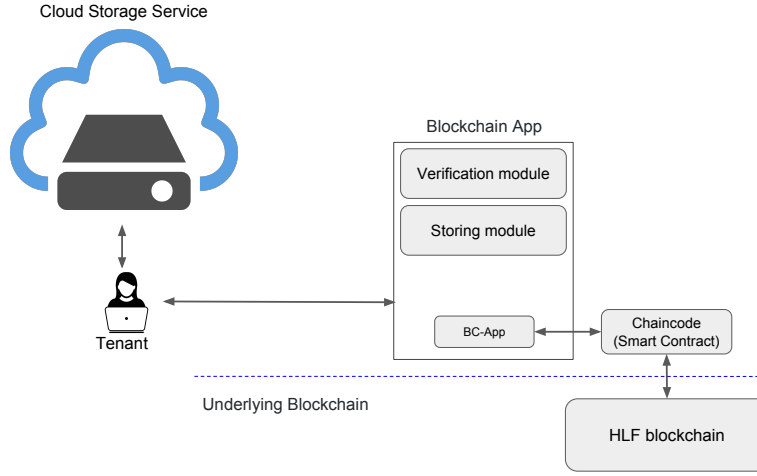 Cloud Storage Service
Blockchain App
Verification module
Storing module
BC-App
Chaincode
(Smart Contract)
Tenant
Underlying Blockchain
HLF blockchain